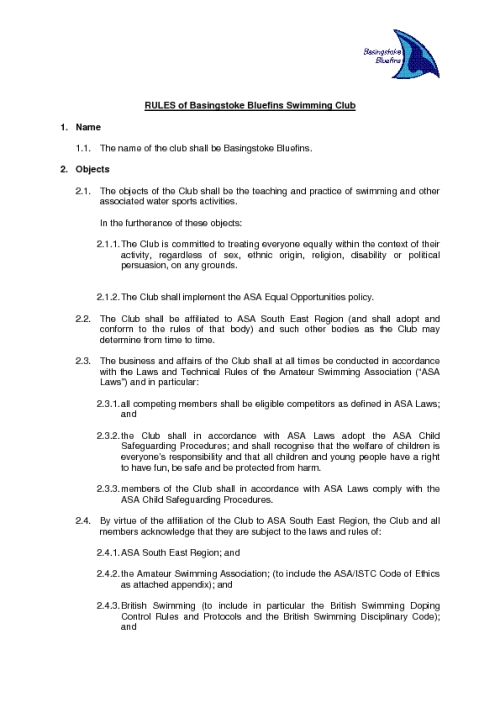 Basingstoke
Bluefins
RULES of Basingstoke Bluefins Swimming Club
1. Name
1.1. The name of the club shall be Basingstoke Bluefins.
2. Objects
2.1. The objects of the Club shall be the teaching and practice of swimming and other
associated water sports activities.
In the furtherance of these objects:
2.1.1.The Club is committed to treating everyone equally within the context of their
activity, regardless of sex, ethnic origin, religion, disability or political
persuasion, on any grounds.
2.1.2.The Club shall implement the ASA Equal Opportunities policy.
2.2. The Club shall be affiliated to ASA South East Region (and shall adopt and
conform to the rules of that body) and such other bodies as the Club may
determine from time to time.
2.3. The business and affairs of the Club shall at all times be conducted in accordance
with the Laws and Technical Rules of the Amateur Swimming Association ("ASA
Laws") and in particular:
2.3.1.all competing members shall be eligible competitors as defined in ASA Laws;
and
2.3.2.the Club shall in accordance with ASA Laws adopt the ASA Child
Safeguarding Procedures; and shall recognise that the welfare of children is
everyone's responsibility and that all children and young people have a right
to have fun, be safe and be protected from harm.
2.3.3.members of the Club shall in accordance with ASA Laws comply with the
ASA Child Safeguarding Procedures.
2.4. By virtue of the affiliation of the Club to ASA South East Region, the Club and all
members acknowledge that they are subject to the laws and rules of:
2.4.1.ASA South East Region; and
2.4.2.the Amateur Swimming Association; (to include the ASA/ISTC Code of Ethics
as attached appendix); and
2.4.3.British Swimming (to include in particular the British Swimming Doping
Control Rules and Protocols and the British Swimming Disciplinary Code);
and